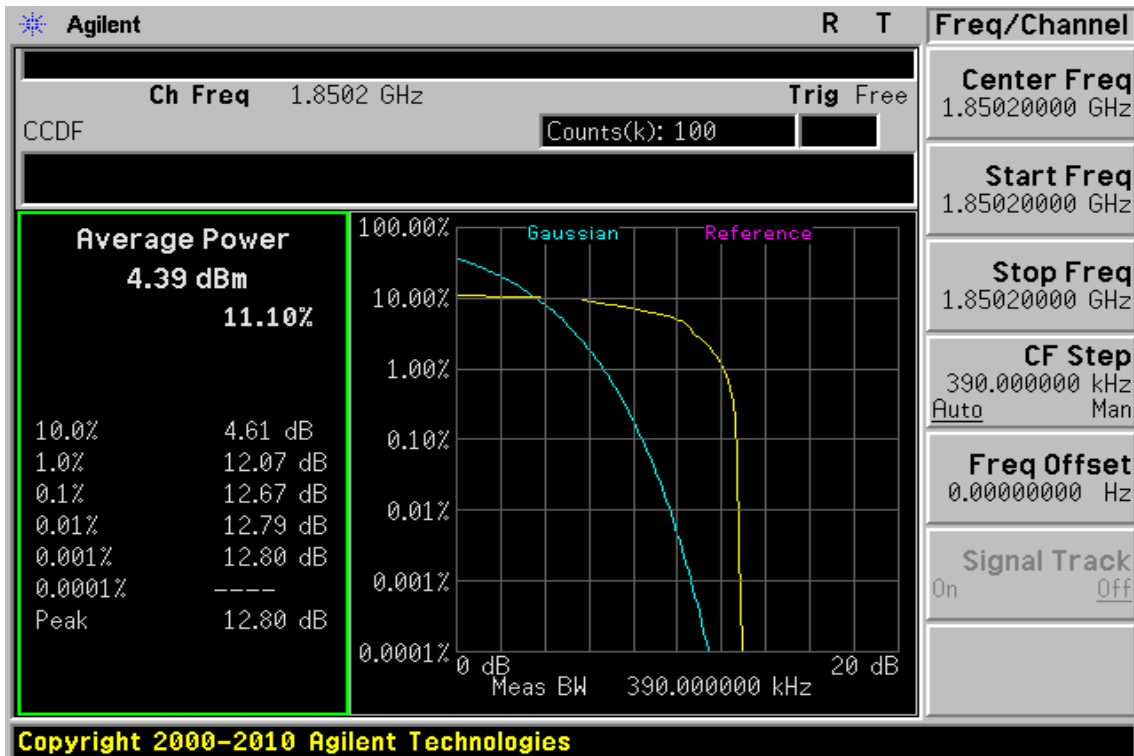 Agilent R T
Freq/Channel
Ch Freq 1.8502 GHz Trig Free
CCDF Counts(k): 100
Average Power
4.39 dBm
11.10%
10.0% 4.61 dB
1.0% 12.07 dB
0.1% 12.67 dB
0.01% 12.79 dB
0.001% 12.80 dB
0.0001% ----
Peak 12.80 dB
Gaussian Reference
100.00%
10.00%
1.00%
0.10%
0.01%
0.001%
0.0001%
0 dB 20 dB
Meas BW 390.000000 kHz
Center Freq
1.85020000 GHz
Start Freq
1.85020000 GHz
Stop Freq
1.85020000 GHz
CF Step
390.000000 kHz
Auto Man
Freq Offset
0.00000000 Hz
Signal Track
On Off
Copyright 2000-2010 Agilent Technologies